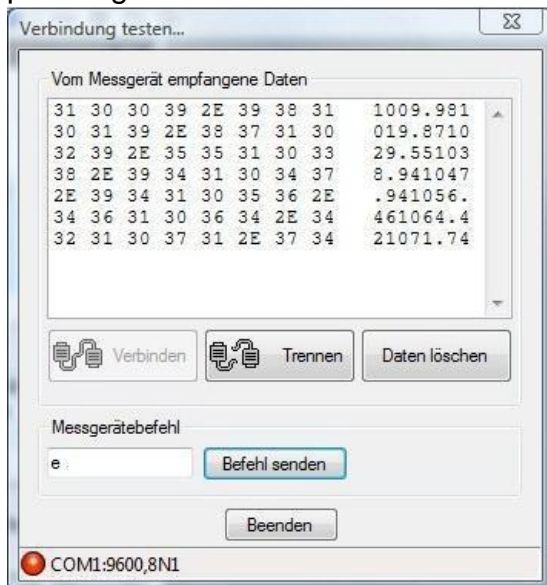 Verbindung testen...
Vom Messgerät empfangene Daten
31 30 30 39 2E 39 38 31 1009.981
30 31 39 2E 38 37 31 30 019.8710
32 39 2E 35 35 31 30 33 29.55103
38 2E 39 34 31 30 34 37 8.941047
2E 39 34 31 30 35 36 2E .941056.
34 36 31 30 36 34 2E 34 461064.4
32 31 30 37 31 2E 37 34 21071.74
Verbinden Trennen Daten löschen
Messgerätebefehl
e Befehl senden
Beenden
COM1:9600,8N1